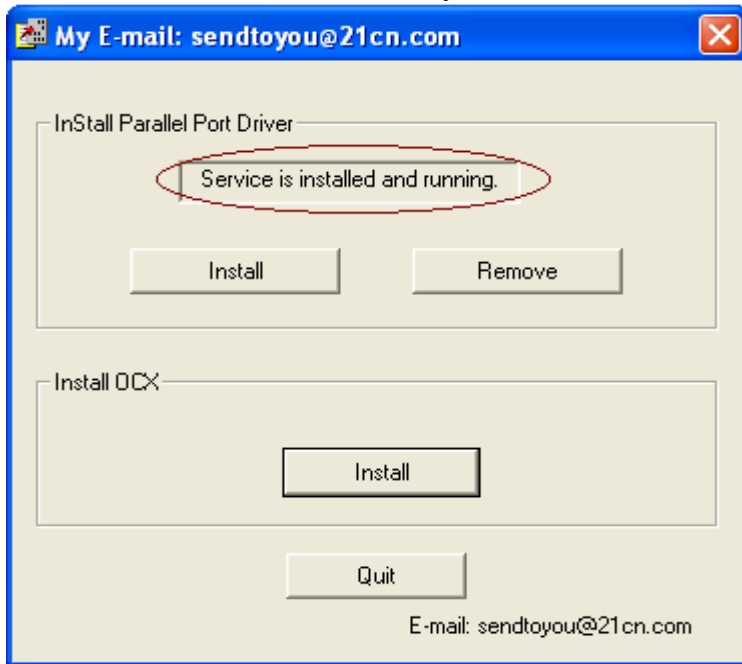 My E-mail: sendtoyou@21cn.com
InStall Parallel Port Driver
Service is installed and running.
Install
Remove
Install OCX
Install
Quit
E-mail: sendtoyou@21cn.com